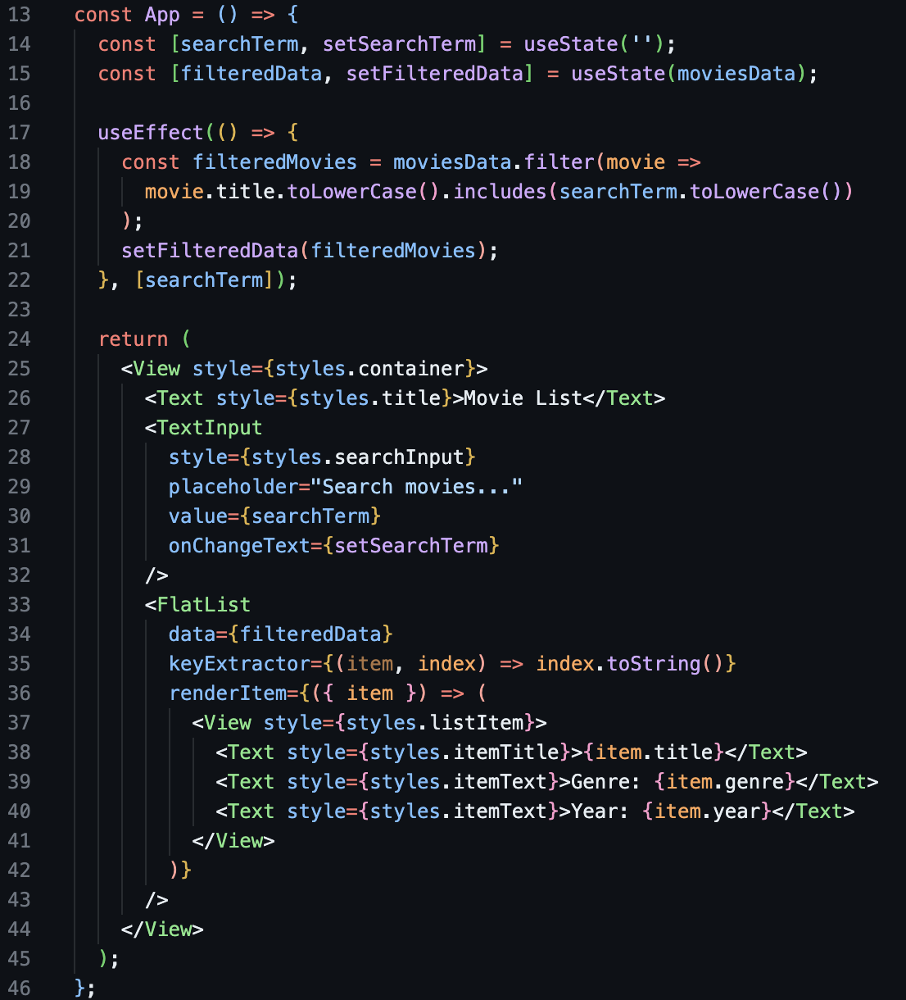 13 const App = () => {
14 const [searchTerm, setSearchTerm] = useState('');
15 const [filteredData, setFilteredData] = useState(moviesData);
16
17 useEffect(() => {
18 const filteredMovies = moviesData.filter(movie =>
19 movie.title.toLowerCase().includes(searchTerm.toLowerCase())
20 );
21 setFilteredData(filteredMovies);
22 }, [searchTerm]);
23
24 return (
25 <View style={styles.container}>
26 <Text style={styles.title}>Movie List</Text>
27 <TextInput
28 style={styles.searchInput}
29 placeholder="Search movies..."
30 value={searchTerm}
31 onChangeText={setSearchTerm}
32 />
33 <FlatList
34 data={filteredData}
35 keyExtractor={(item, index) => index.toString()}
36 renderItem={({ item }) => (
37 <View style={styles.listItem}>
38 <Text style={styles.itemTitle}>{item.title}</Text>
39 <Text style={styles.itemText}>Genre: {item.genre}</Text>
40 <Text style={styles.itemText}>Year: {item.year}</Text>
41 </View>
42 )}
43 />
44 </View>
45 );
46 };